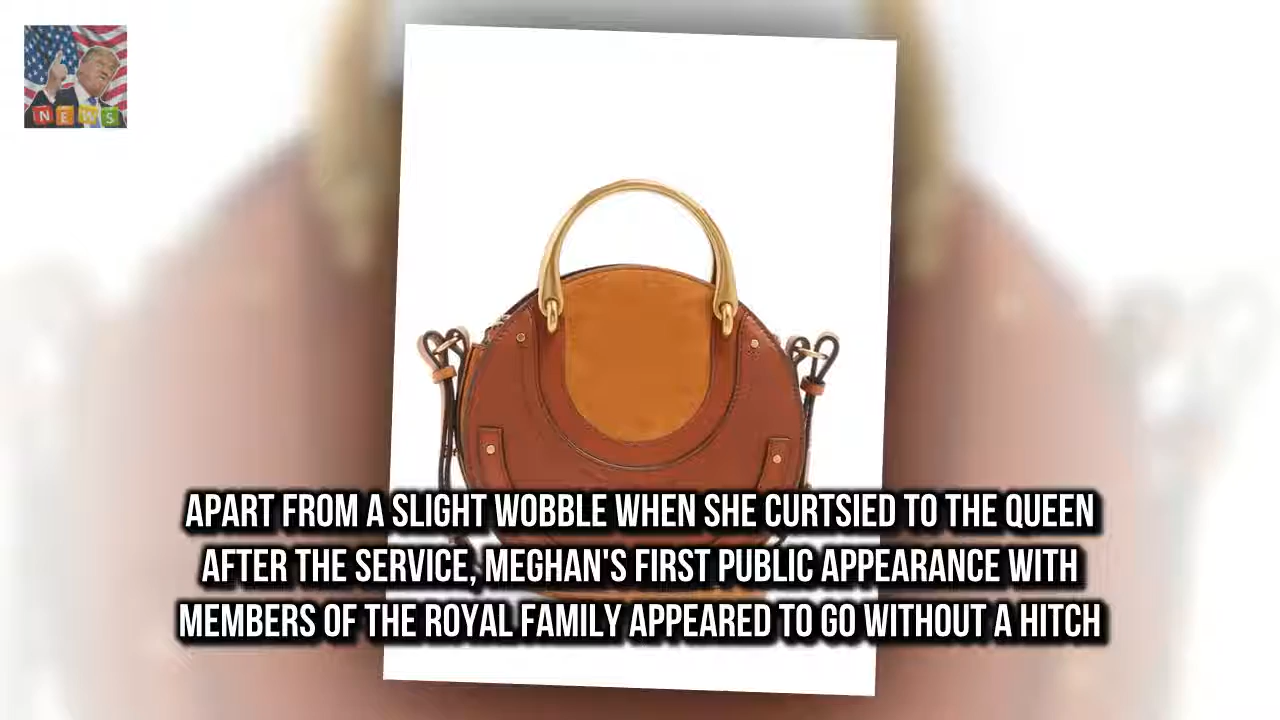 NEWS
APART FROM A SLIGHT WOBBLE WHEN SHE CURTSIED TO THE QUEEN
AFTER THE SERVICE, MEGHAN'S FIRST PUBLIC APPEARANCE WITH
MEMBERS OF THE ROYAL FAMILY APPEARED TO GO WITHOUT A HITCH